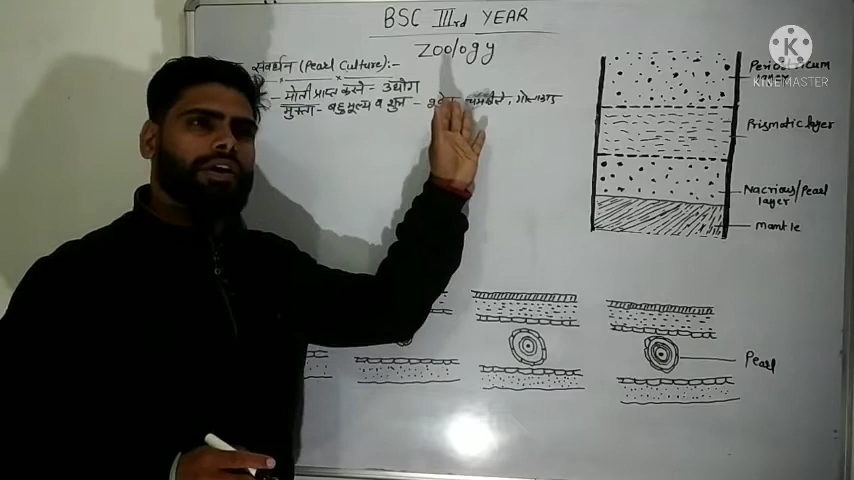 BSC IIIrd YEAR
Zoology
संवर्धन (Pearl Culture):-
मोती प्राप्त करने = उद्योग
मुक्ता - बहुमूल्य व शुभ्र -
layer
Prismatic layer
Nacrious/Pearl
layer
mantle
Pearl
K
KINEMASTER